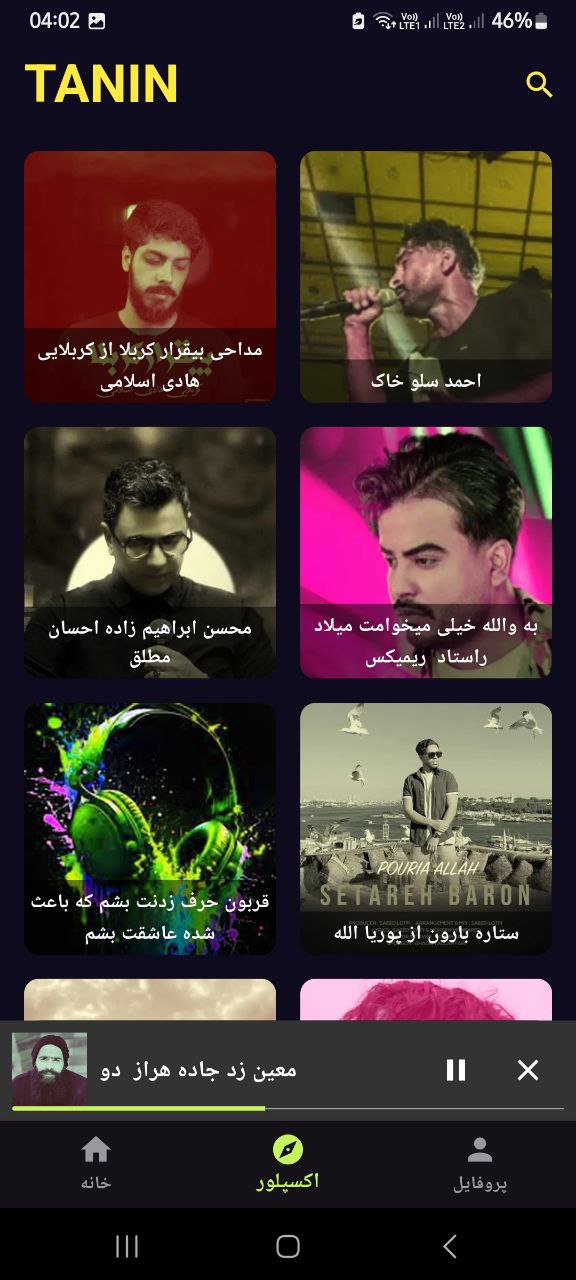 04:02
Vo)) LTE1 Vo)) LTE2 46%
TANIN
مداحی بیقرار کربلا از کربلایی
هادی اسلامی
احمد سلو خاک
محسن ابراهیم زاده احسان
مطلق
به والله خیلی میخوامت میلاد
راستاد ریمیکس
قربون حرف زدنت بشم که باعث
شده عاشقت بشم
POURIA ALLAH
SETAREH BARON
ستاره بارون از پوریا الله
معین زد جاده هراز دو
خانه
اکسپلور
پروفایل